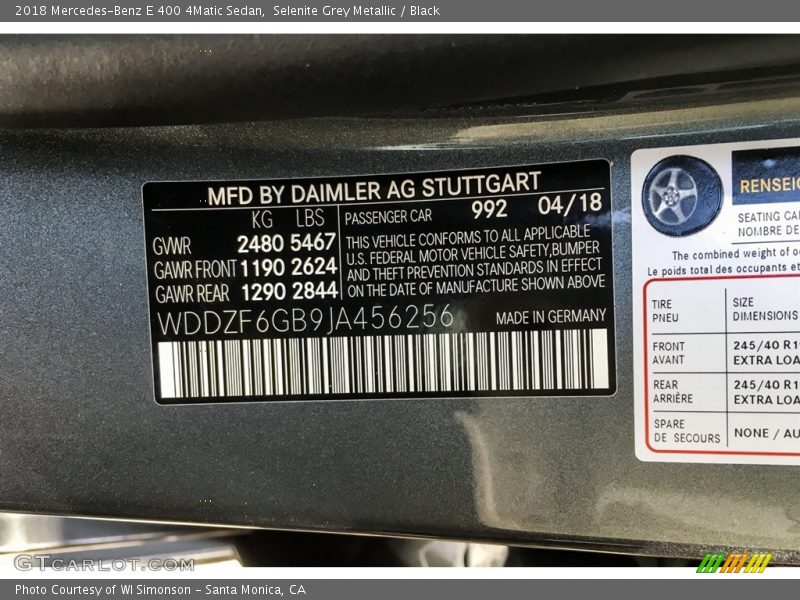 2018 Mercedes-Benz E 400 4Matic Sedan, Selenite Grey Metallic / Black
MFD BY DAIMLER AG STUTTGART
KG LBS
GVWR 2480 5467
GAWR FRONT 1190 2624
GAWR REAR 1290 2844
PASSENGER CAR 992 04/18
THIS VEHICLE CONFORMS TO ALL APPLICABLE
U.S. FEDERAL MOTOR VEHICLE SAFETY, BUMPER
AND THEFT PREVENTION STANDARDS IN EFFECT
ON THE DATE OF MANUFACTURE SHOWN ABOVE
WDDZF6GB9JA456256 MADE IN GERMANY
RENSEIG
SEATING CA
NOMBRE DE
The combined weight of o
Le poids total des occupants et
TIRE SIZE
PNEU DIMENSIONS
FRONT 245/40 R1
AVANT EXTRA LOA
REAR 245/40 R1
ARRIÈRE EXTRA LOA
SPARE
DE SECOURS NONE / AU
GTCARLOT.COM
Photo Courtesy of WI Simonson - Santa Monica, CA